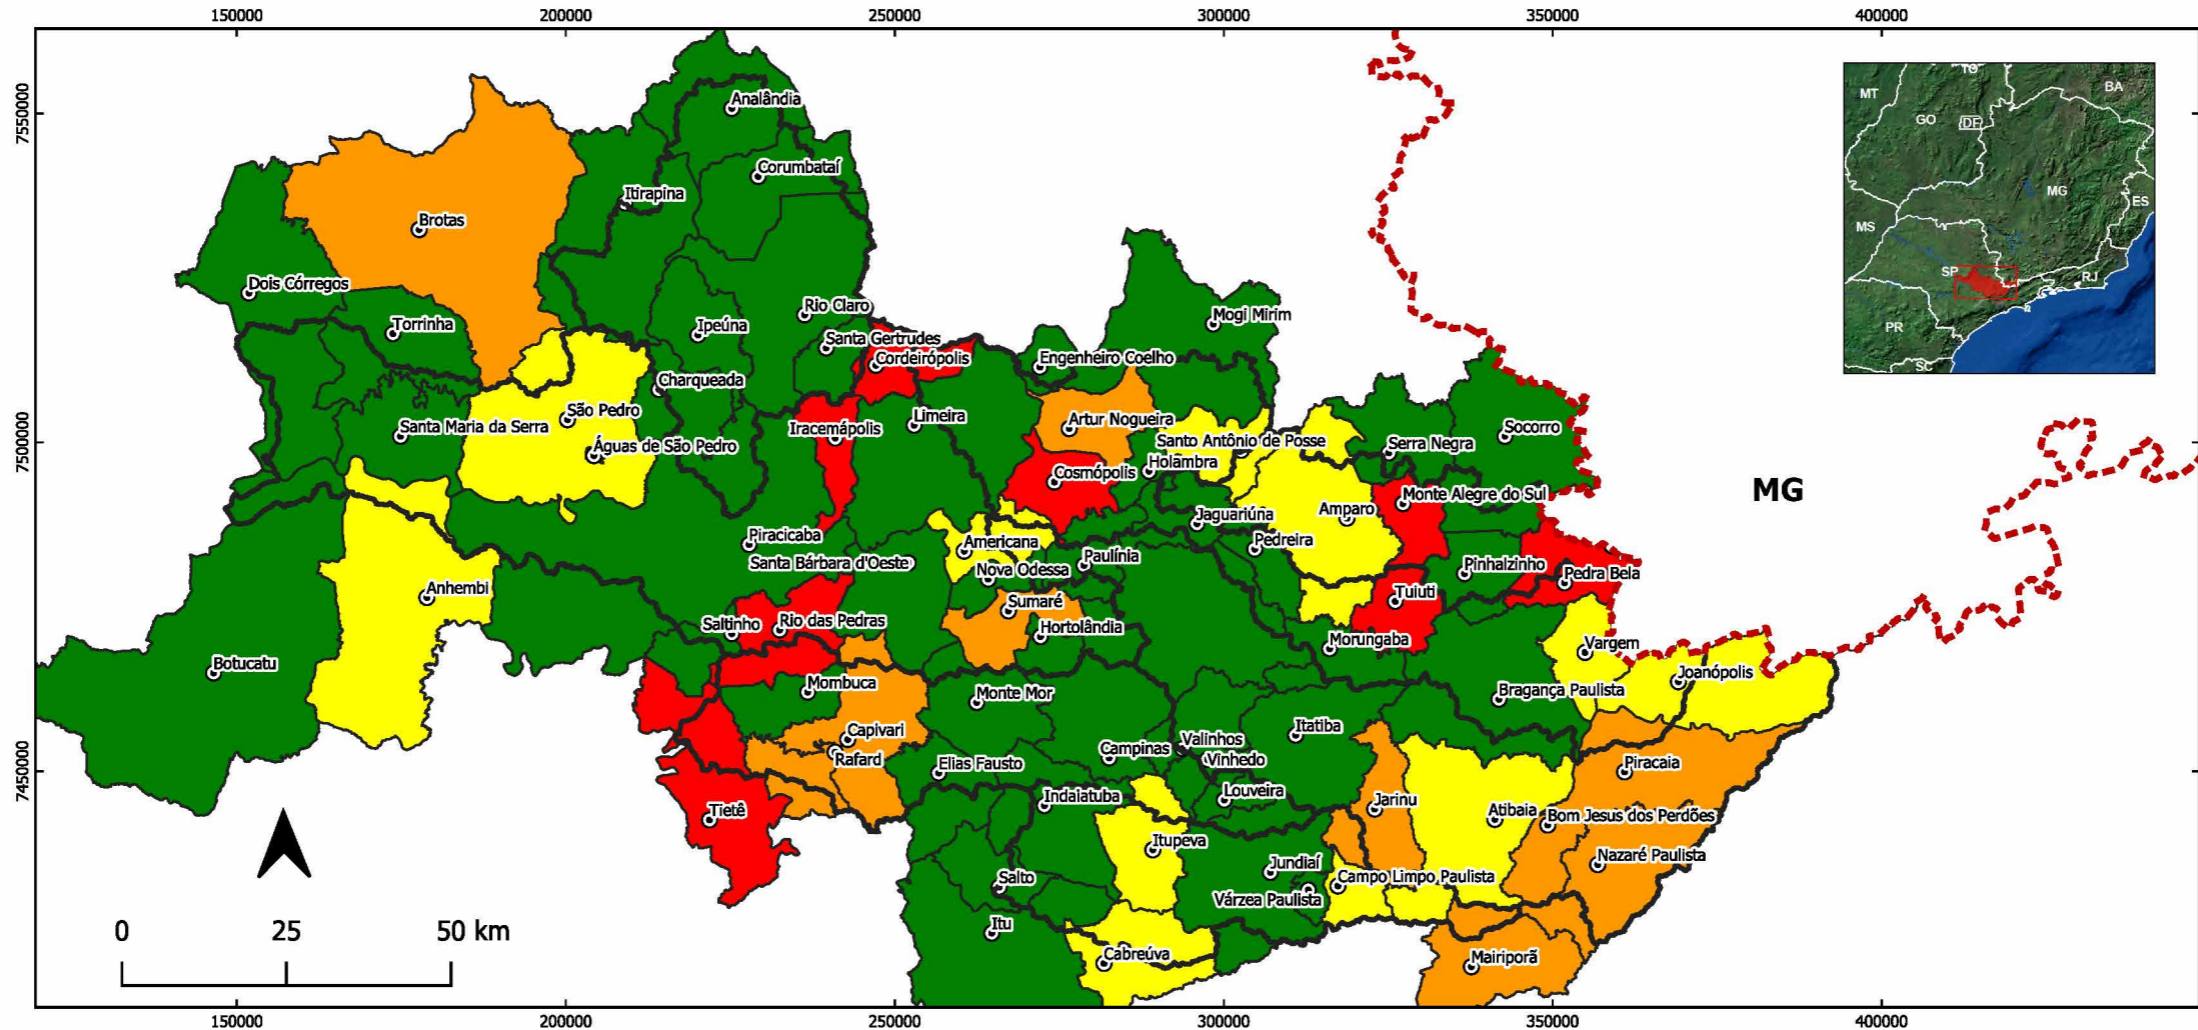 150000 200000 250000 300000 350000 400000
7550000
7500000
7450000
TO
MT
BA
GO
DF
MG
ES
MS
SP
RJ
PR
SC
Analândia
Corumbataí
Itirapina
Brotas
Dois Córregos
Torrinha
Rio Claro
Ipeúna
Santa Gertrudes
Cordeirópolis
Mogi Mirim
Engenheiro Coelho
Charqueada
São Pedro
Santa Maria da Serra
Águas de São Pedro
Iracemápolis
Limeira
Artur Nogueira
Santo Antônio de Posse
Holambra
Serra Negra
Socorro
Cosmópolis
Monte Alegre do Sul
MG
Jaguariúna
Amparo
Pedreira
Piracicaba
Santa Bárbara d'Oeste
Americana
Nova Odessa
Paulínia
Pinhalzinho
Pedra Bela
Anhembi
Tuiuti
Sumaré
Hortolândia
Saltinho
Rio das Pedras
Morungaba
Vargem
Joanópolis
Botucatu
Mombuca
Monte Mor
Bragança Paulista
Capivari
Rafard
Itatiba
Valinhos
Campinas
Vinhedo
Elias Fausto
Piracaia
Louveira
Indaiatuba
Tietê
Jarinu
Atibaia
Bom Jesus dos Perdões
Itupeva
Nazaré Paulista
Jundiaí
Salto
Campo Limpo Paulista
Várzea Paulista
Itu
Cabreúva
Mairiporã
0 25 50 km
150000 200000 250000 300000 350000 400000